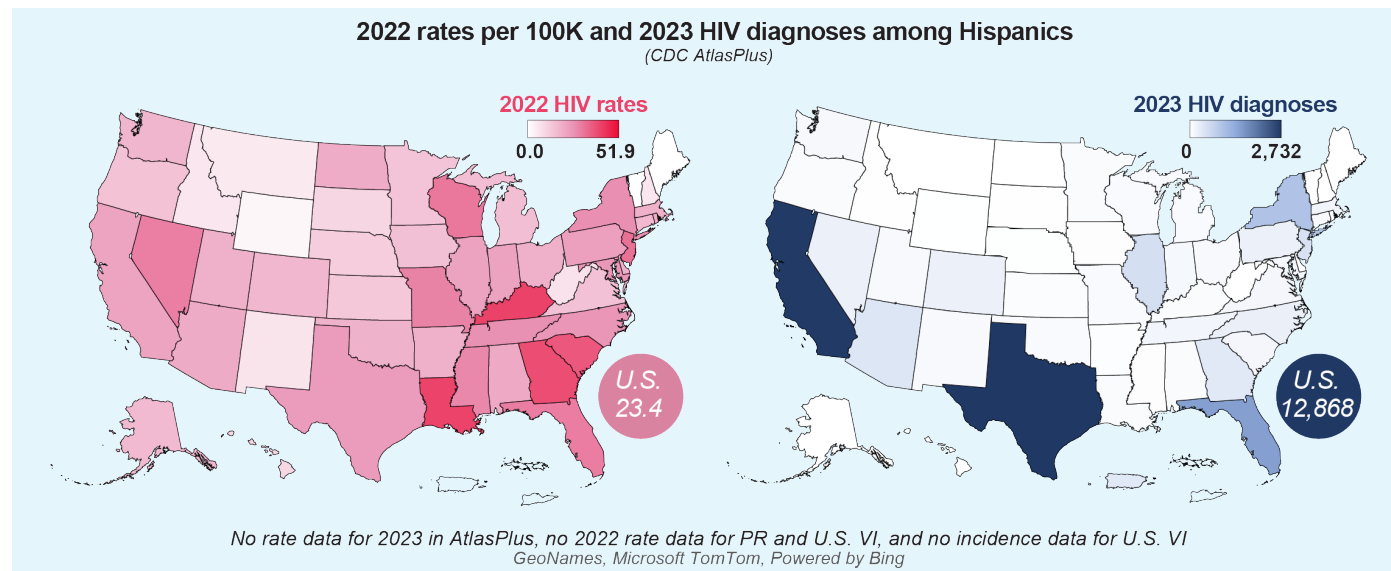 2022 rates per 100K and 2023 HIV diagnoses among Hispanics
(CDC AtlasPlus)
2022 HIV rates
0.0 51.9
U.S.
23.4
2023 HIV diagnoses
0 2,732
U.S.
12,868
No rate data for 2023 in AtlasPlus, no 2022 rate data for PR and U.S. VI, and no incidence data for U.S. VI
GeoNames, Microsoft TomTom, Powered by Bing